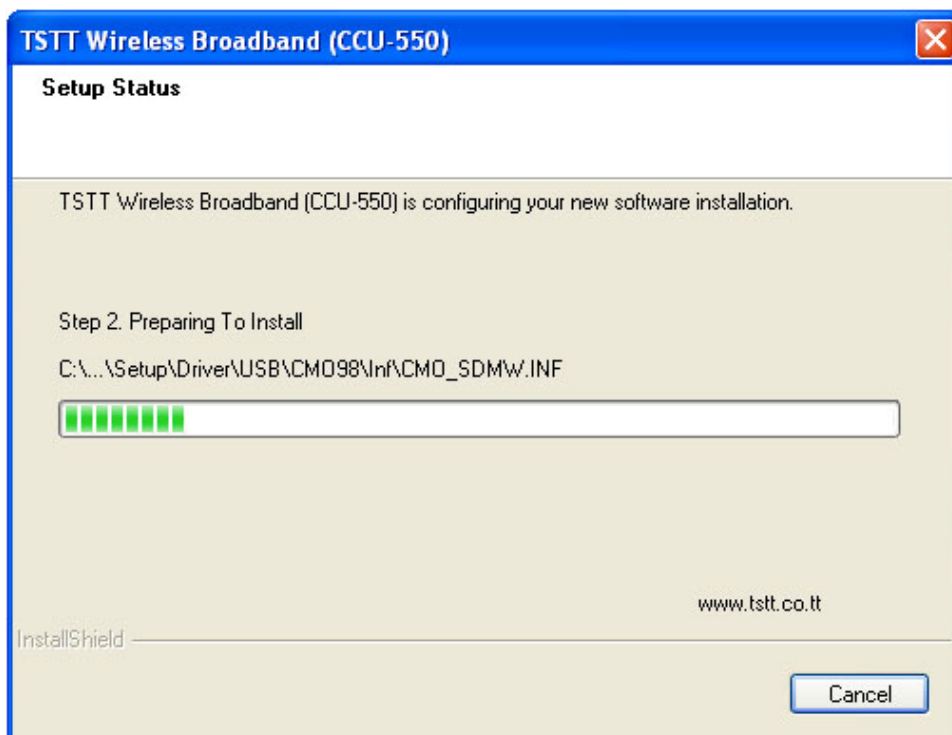 TSTT Wireless Broadband (CCU-550)
Setup Status
TSTT Wireless Broadband (CCU-550) is configuring your new software installation.
Step 2. Preparing To Install
C:\...\Setup\Driver\USB\CMO98\Inf\CMO_SDMW.INF
www.tstt.co.tt
InstallShield
Cancel